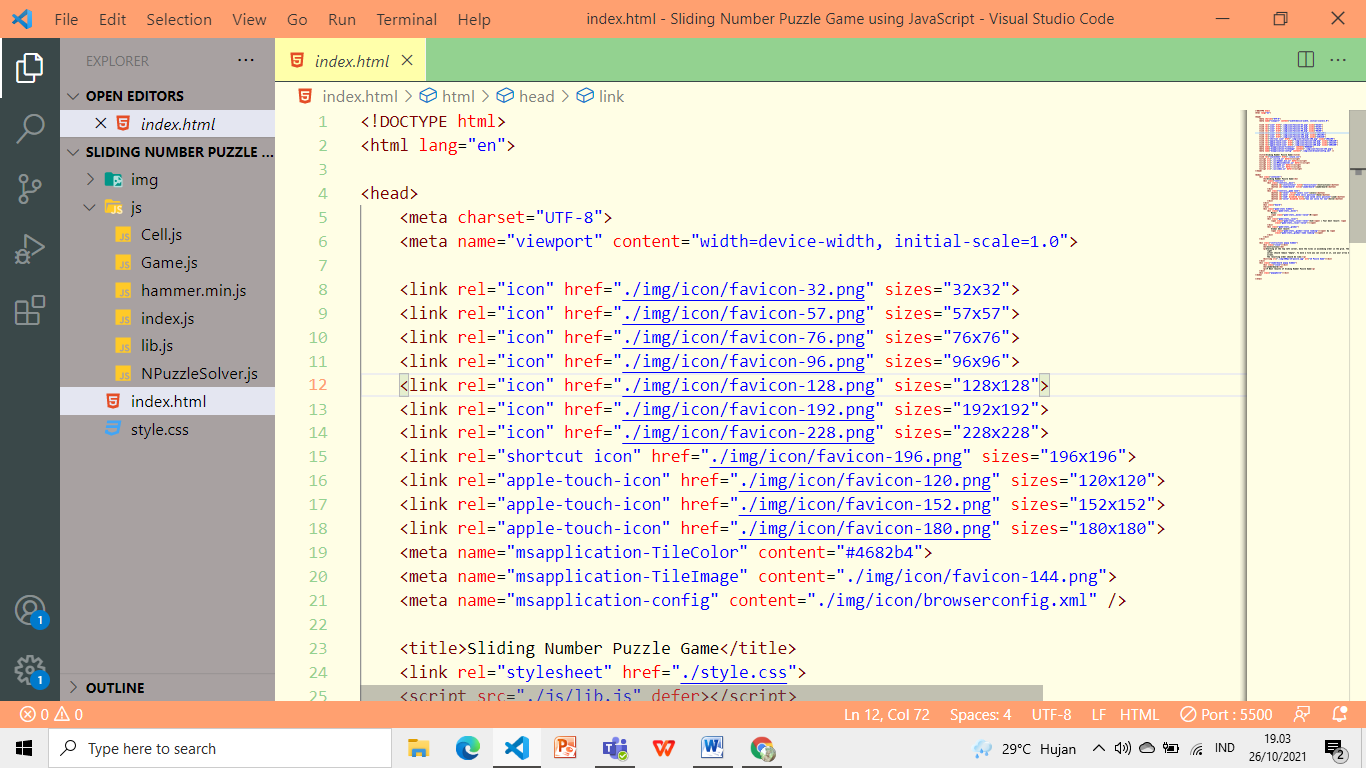 File Edit Selection View Go Run Terminal Help index.html - Sliding Number Puzzle Game using JavaScript - Visual Studio Code
EXPLORER
OPEN EDITORS
index.html
SLIDING NUMBER PUZZLE ...
img
js
Cell.js
Game.js
hammer.min.js
index.js
lib.js
NPuzzleSolver.js
index.html
style.css
OUTLINE
index.html
index.html > html > head > link
1 <!DOCTYPE html>
2 <html lang="en">
3
4 <head>
5 <meta charset="UTF-8">
6 <meta name="viewport" content="width=device-width, initial-scale=1.0">
7
8 <link rel="icon" href="./img/icon/favicon-32.png" sizes="32x32">
9 <link rel="icon" href="./img/icon/favicon-57.png" sizes="57x57">
10 <link rel="icon" href="./img/icon/favicon-76.png" sizes="76x76">
11 <link rel="icon" href="./img/icon/favicon-96.png" sizes="96x96">
12 <link rel="icon" href="./img/icon/favicon-128.png" sizes="128x128">
13 <link rel="icon" href="./img/icon/favicon-192.png" sizes="192x192">
14 <link rel="icon" href="./img/icon/favicon-228.png" sizes="228x228">
15 <link rel="shortcut icon" href="./img/icon/favicon-196.png" sizes="196x196">
16 <link rel="apple-touch-icon" href="./img/icon/favicon-120.png" sizes="120x120">
17 <link rel="apple-touch-icon" href="./img/icon/favicon-152.png" sizes="152x152">
18 <link rel="apple-touch-icon" href="./img/icon/favicon-180.png" sizes="180x180">
19 <meta name="msapplication-TileColor" content="#4682b4">
20 <meta name="msapplication-TileImage" content="./img/icon/favicon-144.png">
21 <meta name="msapplication-config" content="./img/icon/browserconfig.xml" />
22
23 <title>Sliding Number Puzzle Game</title>
24 <link rel="stylesheet" href="./style.css">
25 <script src="./js/lib.js" defer></script>
1
1
0 0 Ln 12, Col 72 Spaces: 4 UTF-8 LF HTML Port : 5500
Type here to search 29°C Hujan IND 19.03
26/10/2021 2